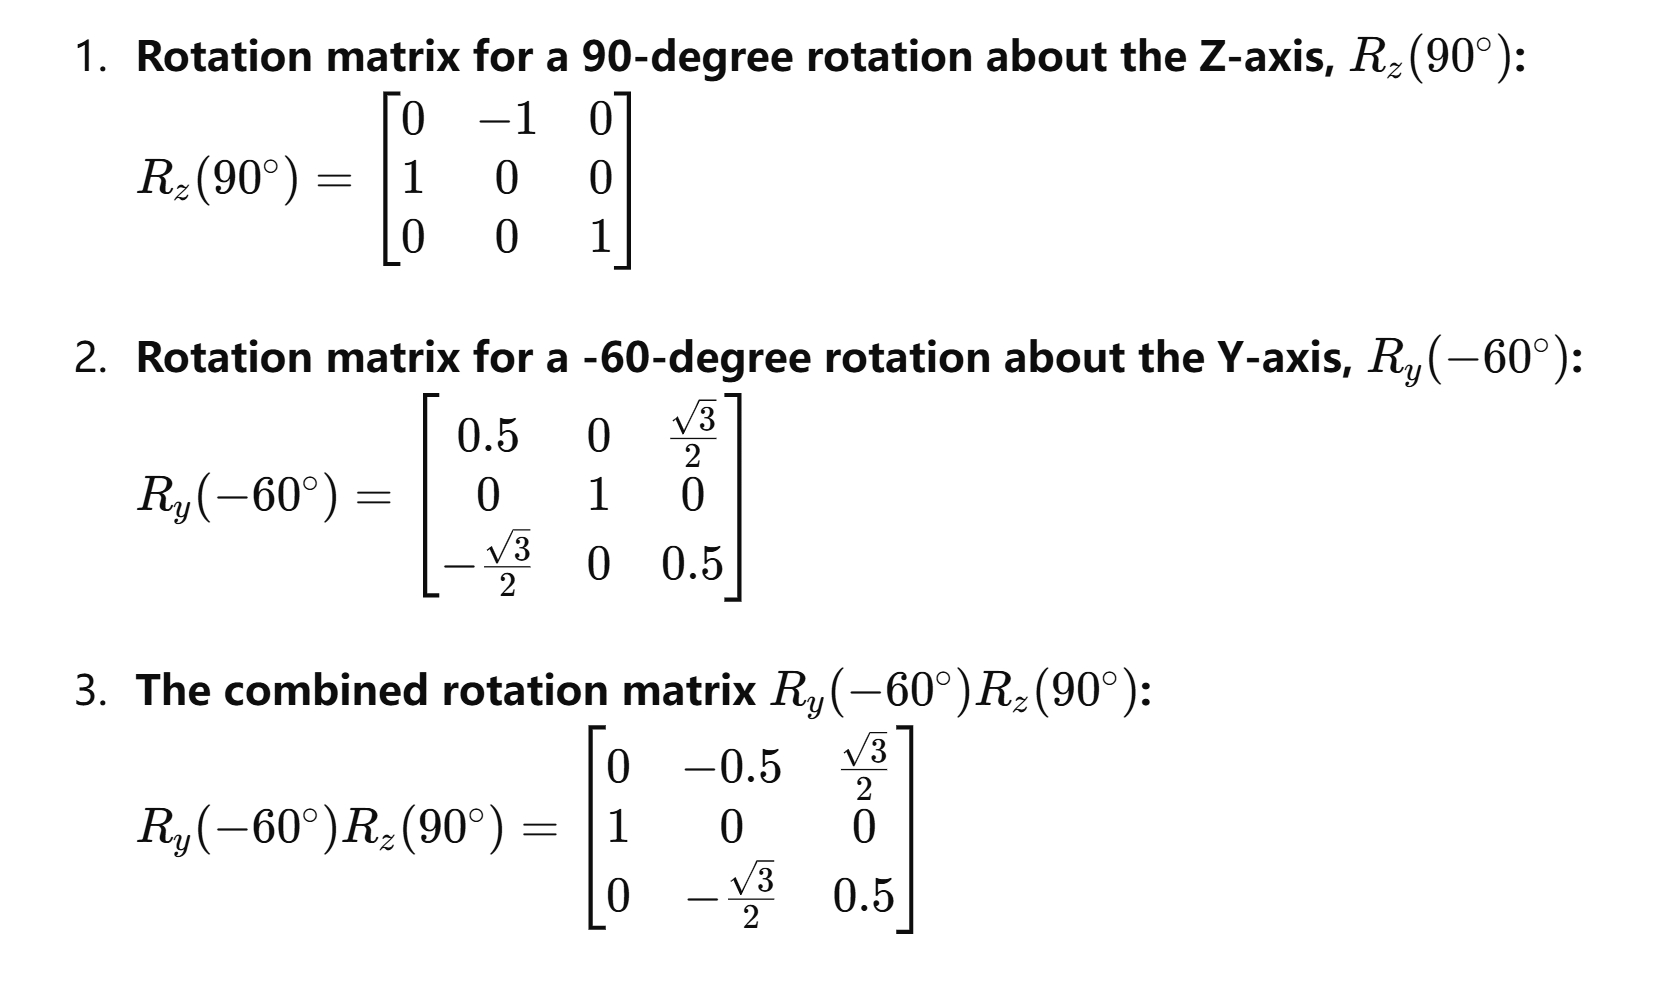 1. Rotation matrix for a 90-degree rotation about the Z-axis, $R_z(90^\circ)$:
$R_z(90^\circ) = \begin{bmatrix} 0 & -1 & 0 \\ 1 & 0 & 0 \\ 0 & 0 & 1 \end{bmatrix}$
2. Rotation matrix for a -60-degree rotation about the Y-axis, $R_y(-60^\circ)$:
$R_y(-60^\circ) = \begin{bmatrix} 0.5 & 0 & \frac{\sqrt{3}}{2} \\ 0 & 1 & 0 \\ -\frac{\sqrt{3}}{2} & 0 & 0.5 \end{bmatrix}$
3. The combined rotation matrix $R_y(-60^\circ)R_z(90^\circ)$:
$R_y(-60^\circ)R_z(90^\circ) = \begin{bmatrix} 0 & -0.5 & \frac{\sqrt{3}}{2} \\ 1 & 0 & 0 \\ 0 & -\frac{\sqrt{3}}{2} & 0.5 \end{bmatrix}$